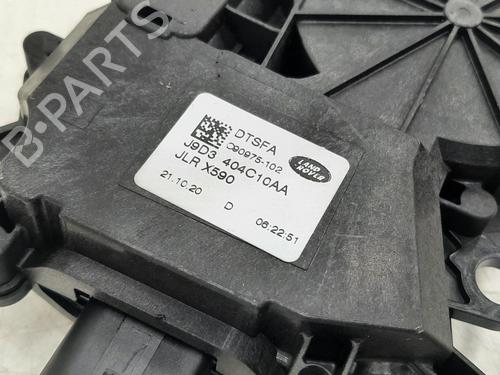 B-PARTS
DTSFA
C90975-102
J9D3 404C10AA
JLR X590
21.10.20
D
06:22:51
LAND
ROVER